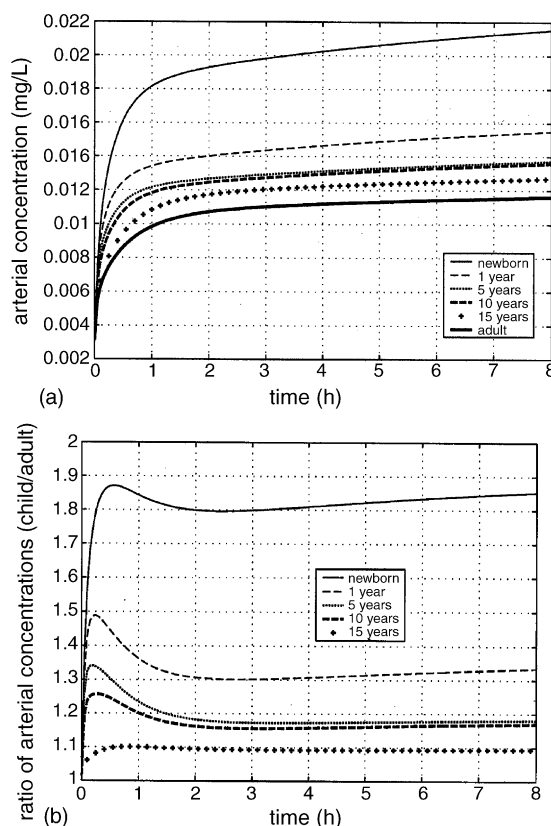 arterial concentration (mg/L)
0.022
0.02
0.018
0.016
0.014
0.012
0.01
0.008
0.006
0.004
0.002
newborn
1 year
5 years
10 years
15 years
adult
0 1 2 3 4 5 6 7 8
(a) time (h)
ratio of arterial concentrations (child/adult)
2
1.9
1.8
1.7
1.6
1.5
1.4
1.3
1.2
1.1
1
newborn
1 year
5 years
10 years
15 years
0 1 2 3 4 5 6 7 8
(b) time (h)